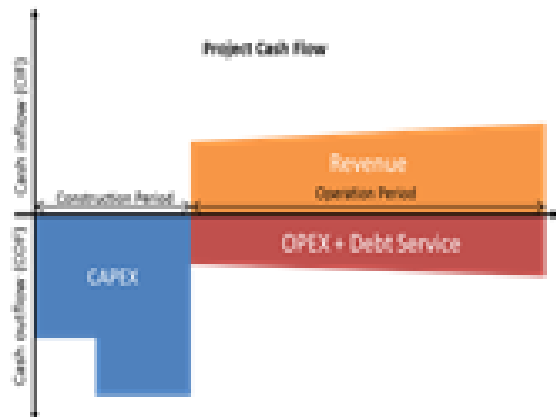 Project Cash Flow
Cash inflow (CIF)
Revenue
Construction Period
Operation Period
OPEX + Debt Service
CAPEX
Cash outflow (COF)